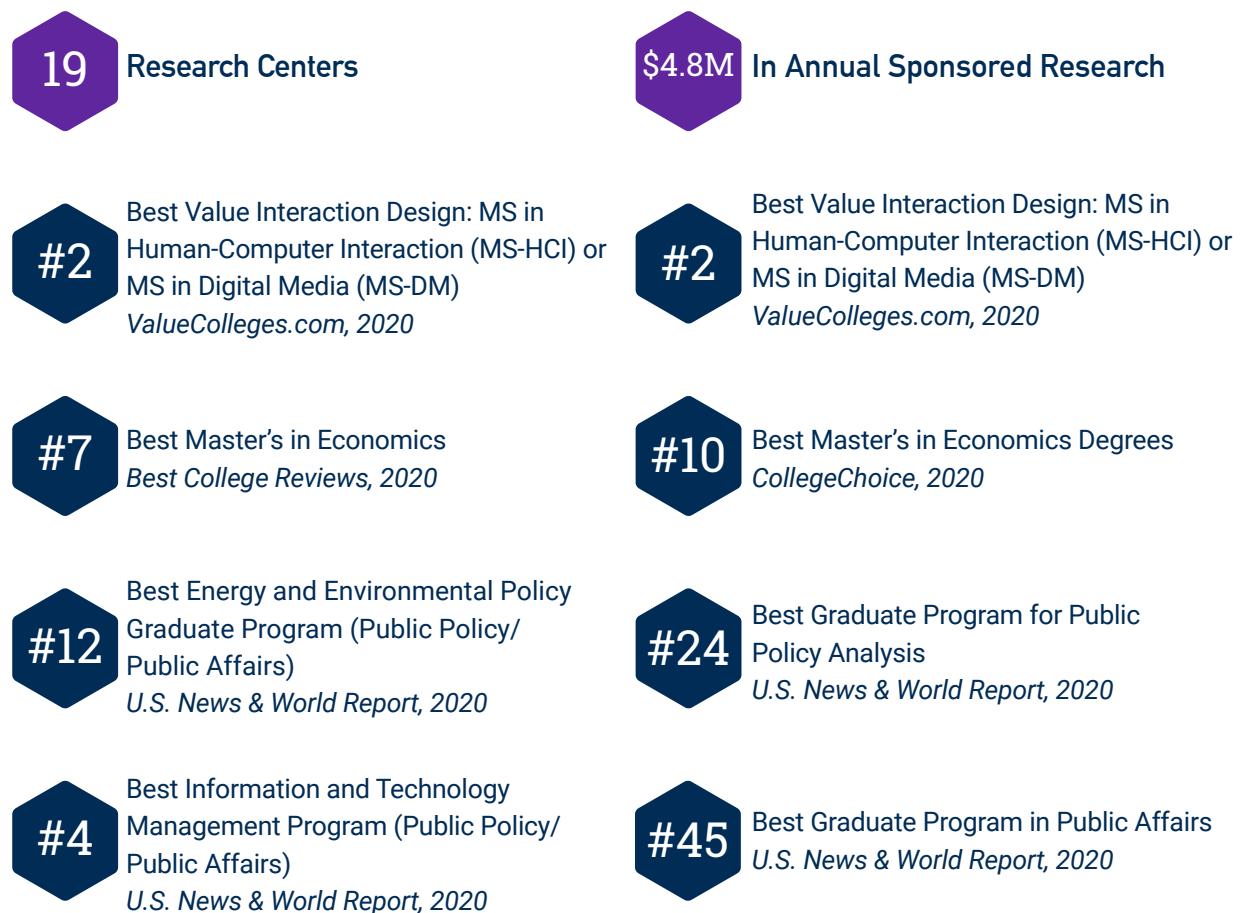 19
Research Centers
$4.8M
In Annual Sponsored Research
#2
Best Value Interaction Design: MS in
Human-Computer Interaction (MS-HCI) or
MS in Digital Media (MS-DM)
ValueColleges.com, 2020
#2
Best Value Interaction Design: MS in
Human-Computer Interaction (MS-HCI) or
MS in Digital Media (MS-DM)
ValueColleges.com, 2020
#7
Best Master’s in Economics
Best College Reviews, 2020
#10
Best Master’s in Economics Degrees
CollegeChoice, 2020
#12
Best Energy and Environmental Policy
Graduate Program (Public Policy/
Public Affairs)
U.S. News & World Report, 2020
#24
Best Graduate Program for Public
Policy Analysis
U.S. News & World Report, 2020
#4
Best Information and Technology
Management Program (Public Policy/
Public Affairs)
U.S. News & World Report, 2020
#45
Best Graduate Program in Public Affairs
U.S. News & World Report, 2020